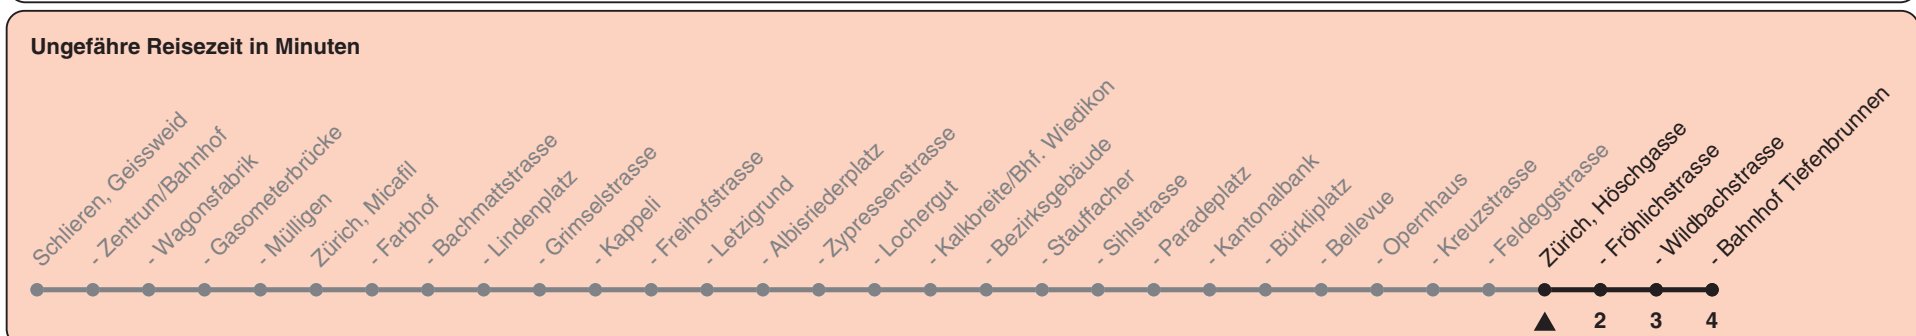 Ungefähre Reisezeit in Minuten
Schlieren, Geissweid
- Zentrum/Bahnhof
- Wagonsfabrik
- Gasometerbrücke
- Mülligen
Zürich, Micafil
- Farbhof
- Bachmattstrasse
- Lindenplatz
- Grimselstrasse
- Kappeli
- Freihofstrasse
- Letzigrund
- Albisriederplatz
- Zypressenstrasse
- Lochergut
- Kalkbreite/Bhf. Wiedikon
- Bezirksgebäude
- Stauffacher
- Sihlstrasse
- Paradeplatz
- Kantonalbank
- Bürkliplatz
- Bellevue
- Opernhaus
- Kreuzstrasse
- Feldeggstrasse
Zürich, Höschgasse
- Fröhlichstrasse
- Wildbachstrasse
- Bahnhof Tiefenbrunnen
2 3 4